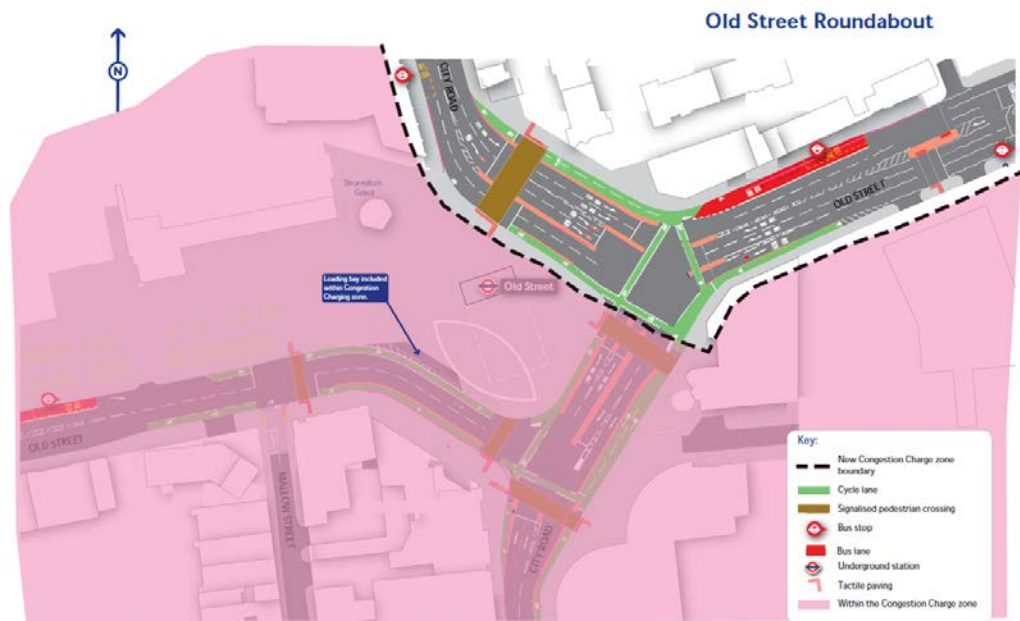 Old Street Roundabout
N
CITY ROAD
Shoreditch
Grind
OLD STREET
Loading bay included
within Congestion
Charging zone.
Old Street
OLD STREET
MALLOW STREET
CITY ROAD
Key:
New Congestion Charge zone
boundary
Cycle lane
Signalised pedestrian crossing
Bus stop
Bus lane
Underground station
Tactile paving
Within the Congestion Charge zone